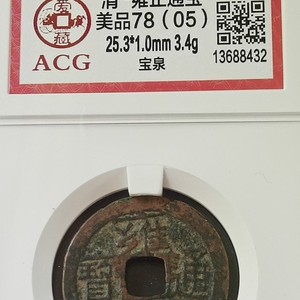 清 雍正通宝
美品78（05）
25.3*1.0mm 3.4g
宝泉
ACG
13688432
雍
寶
通